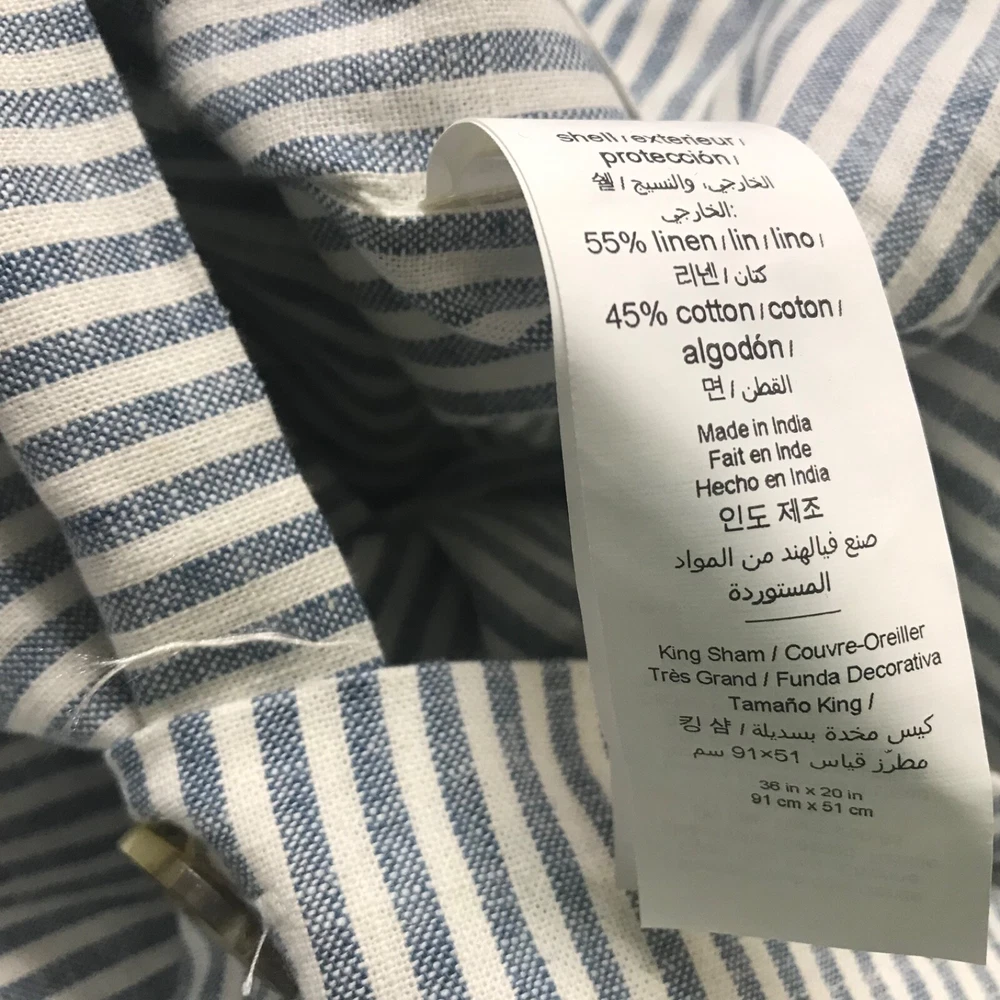 shell / exterieur /
protección /
쉘 / الخارجي، والنسيج
الخارجي:
55% linen / lin / lino /
리넨 / كتان
45% cotton / coton /
algodón /
면 / القطن
Made in India
Fait en Inde
Hecho en India
인도 제조
صنع فيالهند من المواد
المستوردة
King Sham / Couvre-Oreiller
Très Grand / Funda Decorativa
Tamaño King /
킹 샴 / كيس مخدة بسديلة
مطرّز قياس 51×91 سم
36 in x 20 in
91 cm x 51 cm